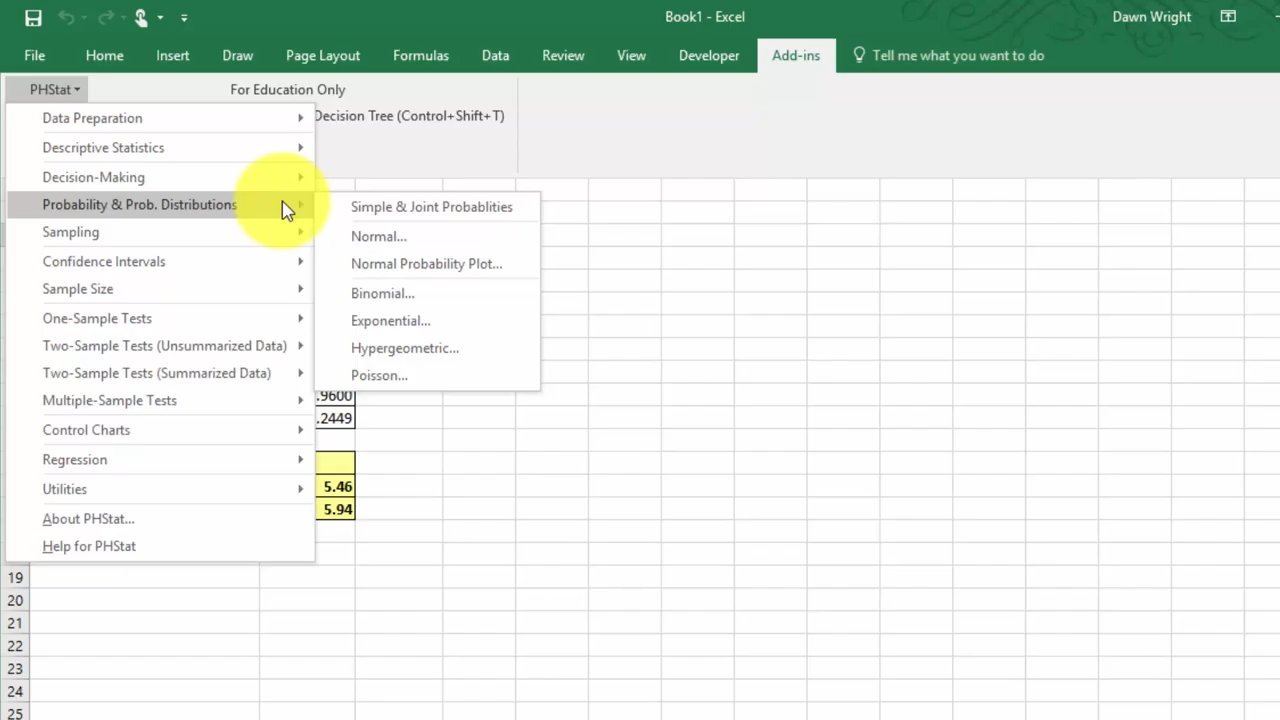 Book1 - Excel
Dawn Wright
File Home Insert Draw Page Layout Formulas Data Review View Developer Add-ins Tell me what you want to do
PHStat
For Education Only
Decision Tree (Control+Shift+T)
Data Preparation
Descriptive Statistics
Decision-Making
Probability & Prob. Distributions
Sampling
Confidence Intervals
Sample Size
One-Sample Tests
Two-Sample Tests (Unsummarized Data)
Two-Sample Tests (Summarized Data)
Multiple-Sample Tests
Control Charts
Regression
Utilities
About PHStat...
Help for PHStat
Simple & Joint Probablities
Normal...
Normal Probability Plot...
Binomial...
Exponential...
Hypergeometric...
Poisson...
.9600
.2449
5.46
5.94
19
20
21
22
23
24
25